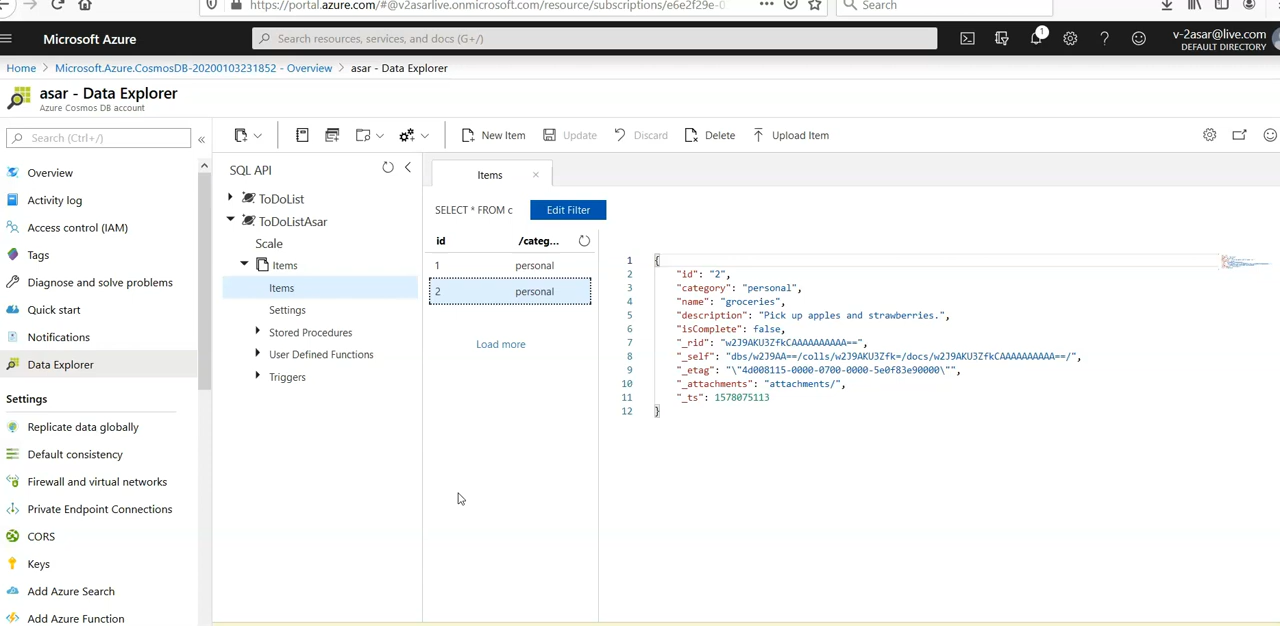 https://portal.azure.com/#@v2asarlive.onmicrosoft.com/resource/subscriptions/e6e2f29e-0
Search
Microsoft Azure
Search resources, services, and docs (G+/)
1
v-2asar@live.com
DEFAULT DIRECTORY
Home > Microsoft.Azure.CosmosDB-20200103231852 - Overview > asar - Data Explorer
asar - Data Explorer
Azure Cosmos DB account
Search (Ctrl+/)
«
Overview
Activity log
Access control (IAM)
Tags
Diagnose and solve problems
Quick start
Notifications
Data Explorer
Settings
Replicate data globally
Default consistency
Firewall and virtual networks
Private Endpoint Connections
CORS
Keys
Add Azure Search
Add Azure Function
New Item
Update
Discard
Delete
Upload Item
SQL API
ToDoList
ToDoListAsar
Scale
Items
Items
Settings
Stored Procedures
User Defined Functions
Triggers
Items
SELECT * FROM c
Edit Filter
id /categ...
1 personal
2 personal
Load more
1 {
2 "id": "2",
3 "category": "personal",
4 "name": "groceries",
5 "description": "Pick up apples and strawberries.",
6 "isComplete": false,
7 "_rid": "w2J9AKU3ZfkCAAAAAAAAAA==",
8 "_self": "dbs/w2J9AA==/colls/w2J9AKU3Zfk=/docs/w2J9AKU3ZfkCAAAAAAAAAA==/",
9 "_etag": "\"4d008115-0000-0700-0000-5e0f83e90000\"",
10 "_attachments": "attachments/",
11 "_ts": 1578075113
12 }